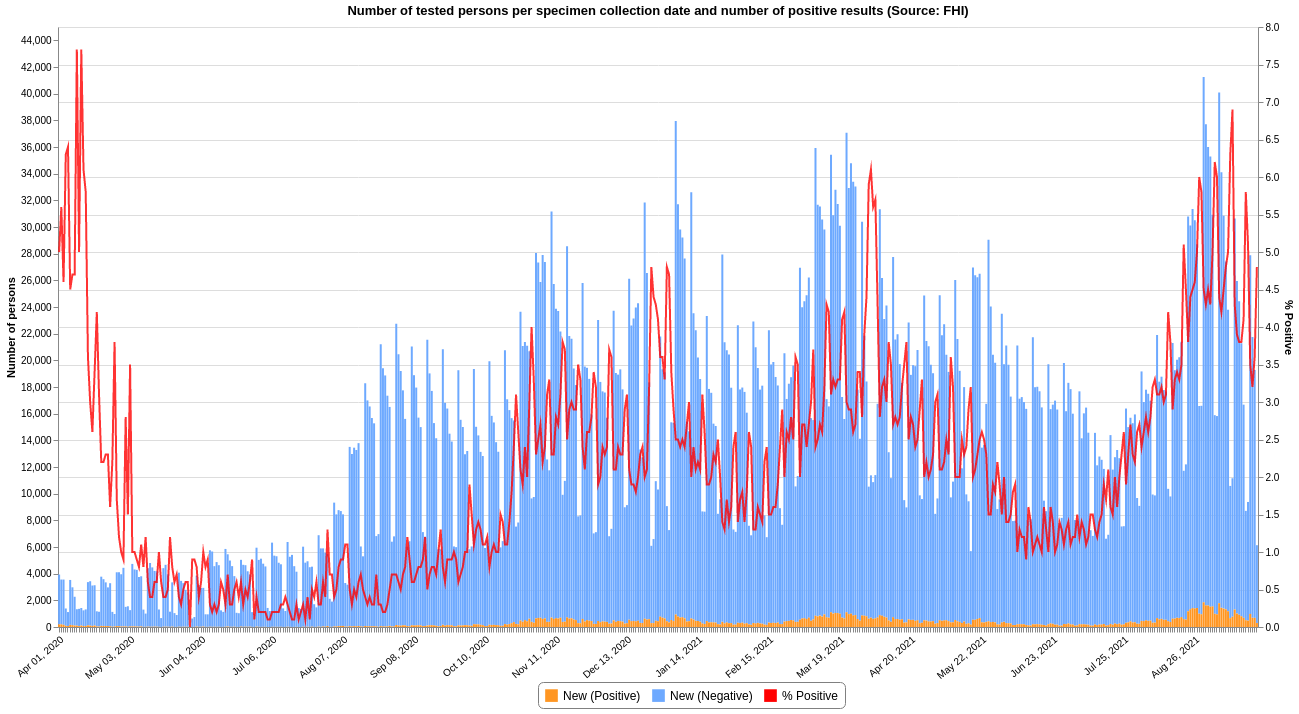 Number of tested persons per specimen collection date and number of positive results (Source: FHI)
Number of persons
44,000
42,000
40,000
38,000
36,000
34,000
32,000
30,000
28,000
26,000
24,000
22,000
20,000
18,000
16,000
14,000
12,000
10,000
8,000
6,000
4,000
2,000
0
8.0
7.5
7.0
6.5
6.0
5.5
5.0
4.5
4.0
3.5
3.0
2.5
2.0
1.5
1.0
0.5
0.0
% Positive
Apr 01, 2020
May 03, 2020
Jun 04, 2020
Jul 06, 2020
Aug 07, 2020
Sep 08, 2020
Oct 10, 2020
Nov 11, 2020
Dec 13, 2020
Jan 14, 2021
Feb 15, 2021
Mar 19, 2021
Apr 20, 2021
May 22, 2021
Jun 23, 2021
Jul 25, 2021
Aug 26, 2021
New (Positive)
New (Negative)
% Positive